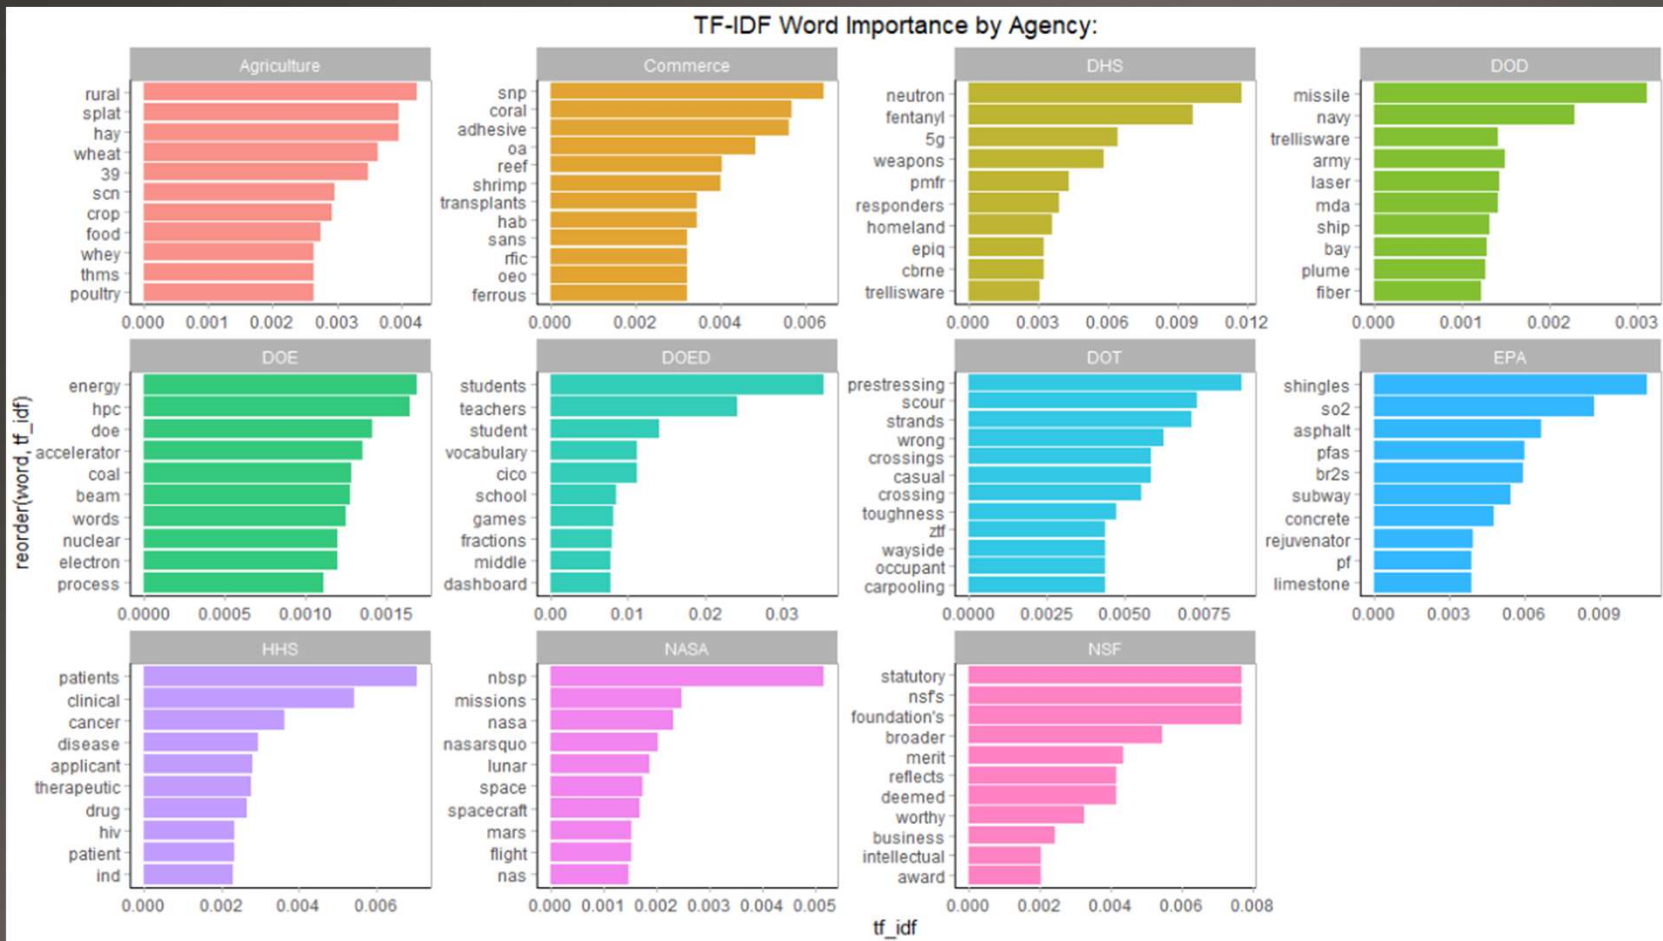 TF-IDF Word Importance by Agency:
Agriculture
rural
splat
hay
wheat
39
scn
crop
food
whey
thms
poultry
0.000 0.001 0.002 0.003 0.004
Commerce
snp
coral
adhesive
oa
reef
shrimp
transplants
hab
sans
rfic
oeo
ferrous
0.000 0.002 0.004 0.006
DHS
neutron
fentanyl
5g
weapons
pmfr
responders
homeland
epiq
cbrne
trellisware
0.000 0.003 0.006 0.009 0.012
DOD
missile
navy
trellisware
army
laser
mda
ship
bay
plume
fiber
0.000 0.001 0.002 0.003
reorder(word, tf_idf)
DOE
energy
hpc
doe
accelerator
coal
beam
words
nuclear
electron
process
0.0000 0.0005 0.0010 0.0015
DOED
students
teachers
student
vocabulary
cico
school
games
fractions
middle
dashboard
0.00 0.01 0.02 0.03
DOT
prestressing
scour
strands
wrong
crossings
casual
crossing
toughness
ztf
wayside
occupant
carpooling
0.0000 0.0025 0.0050 0.0075
EPA
shingles
so2
asphalt
pfas
br2s
subway
concrete
rejuvenator
pf
limestone
0.000 0.003 0.006 0.009
HHS
patients
clinical
cancer
disease
applicant
therapeutic
drug
hiv
patient
ind
0.000 0.002 0.004 0.006
NASA
nbsp
missions
nasa
nasarsquo
lunar
space
spacecraft
mars
flight
nas
0.000 0.001 0.002 0.003 0.004 0.005
NSF
statutory
nsf's
foundation's
broader
merit
reflects
deemed
worthy
business
intellectual
award
0.000 0.002 0.004 0.006 0.008
tf_idf